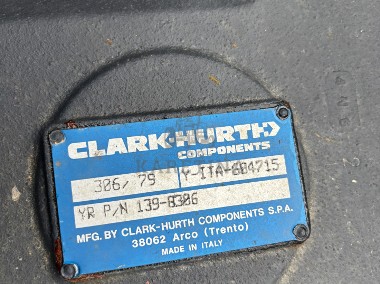 CLARK-HURTH
COMPONENTS
306/ 79 Y-ITA-604715
YR P/N 139-8306
MFG. BY CLARK-HURTH COMPONENTS S.P.A.
38062 Arco (Trento)
MADE IN ITALY